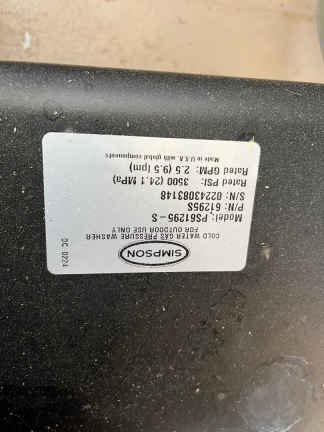 SIMPSON
COLD WATER GAS PRESSURE WASHER
FOR OUTDOOR USE ONLY
Model: PS61295-S
P/N: 61295S
S/N: 02243083148
Rated PSI: 3500 (24.1 MPa)
Rated GPM: 2.5 (9.5 lpm)
Made in U.S.A. with global components
DC 0224